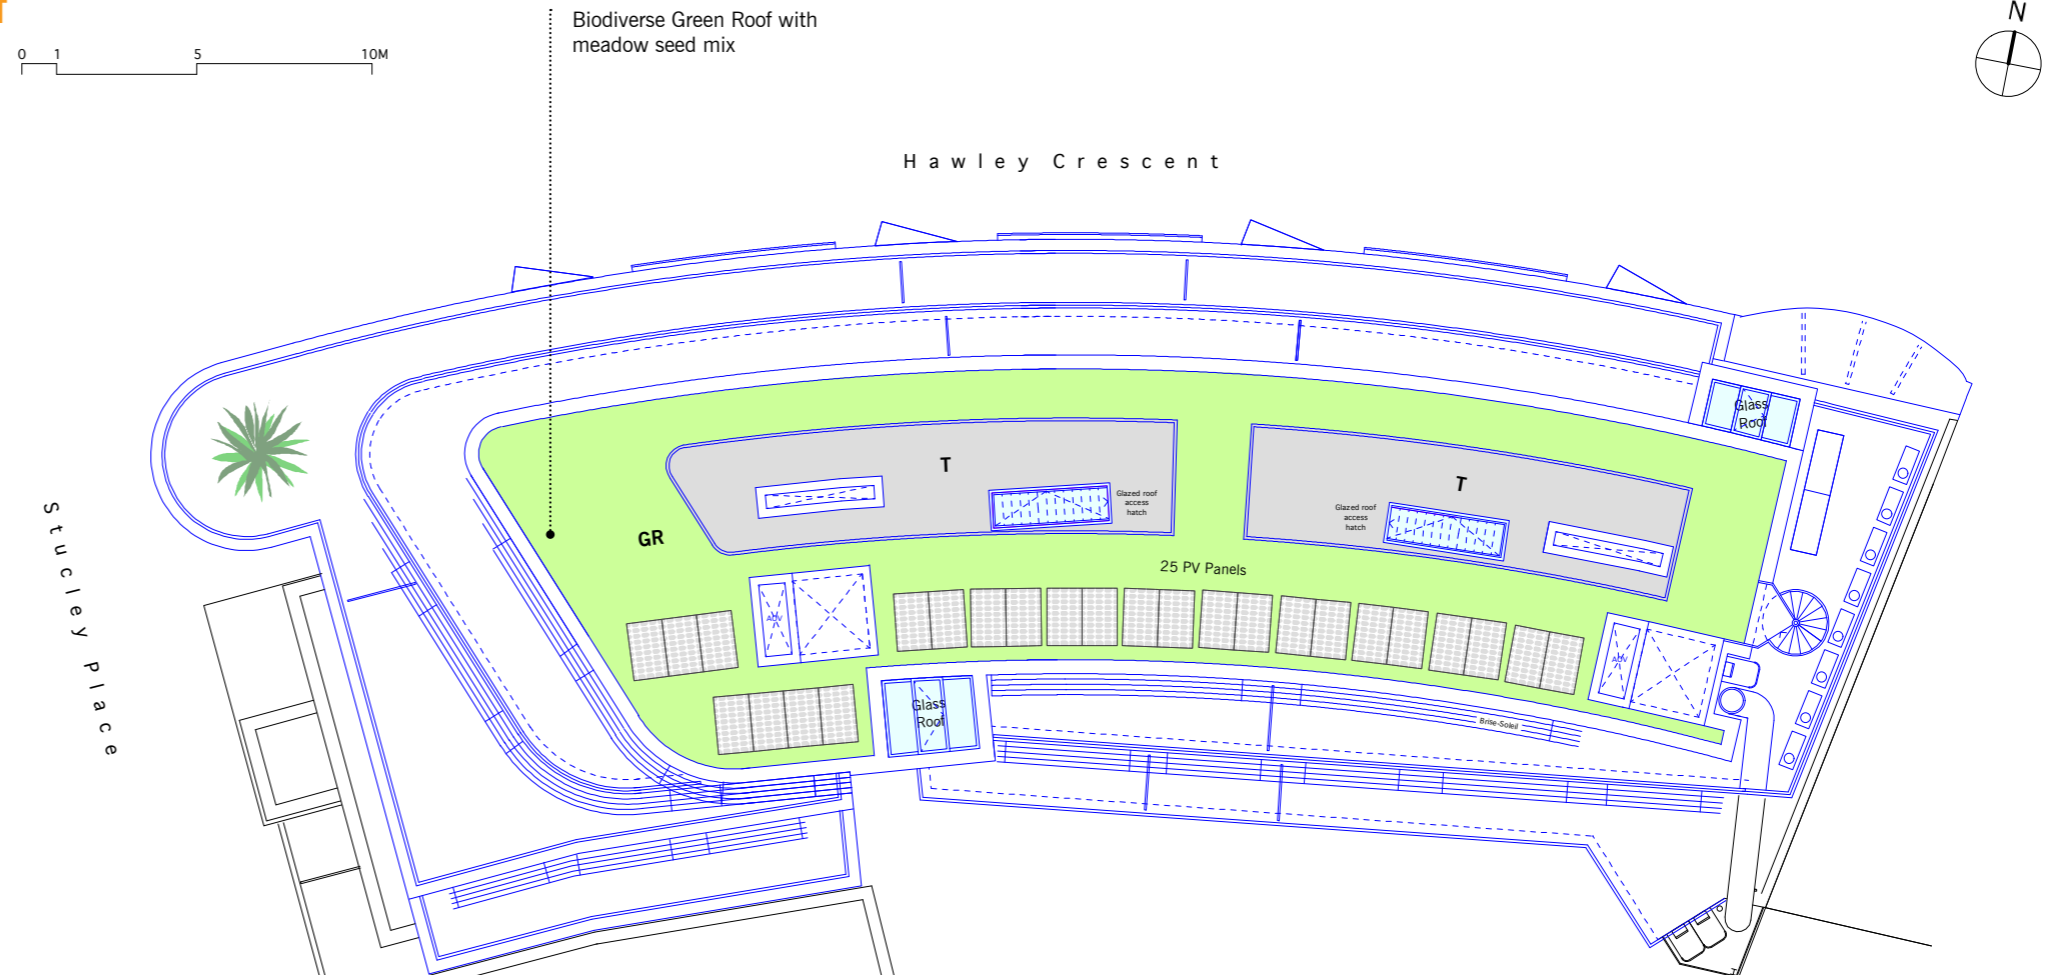 Biodiverse Green Roof with
meadow seed mix
N
0 1 5 10M
Hawley Crescent
Stucley Place
Glass
Roof
T
T
Glazed roof
access
hatch
Glazed roof
access
hatch
GR
25 PV Panels
AOV
AOV
Glass
Roof
Brise-Soleil